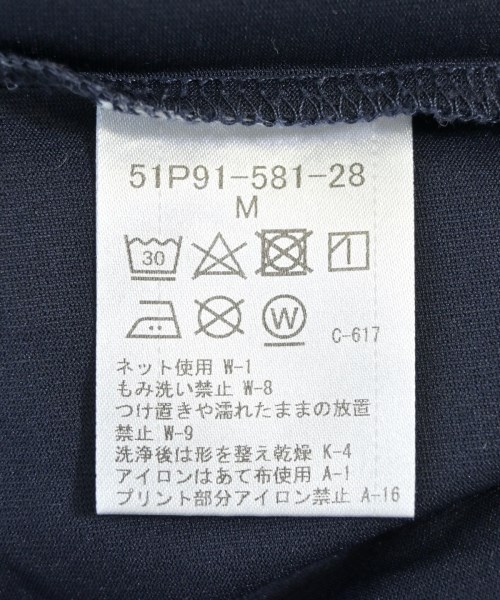 51P91-581-28
M
30
W
C-617
ネット使用 W-1
もみ洗い禁止 W-8
つけ置きや濡れたままの放置
禁止 W-9
洗浄後は形を整え乾燥 K-4
アイロンはあて布使用 A-1
プリント部分アイロン禁止 A-16